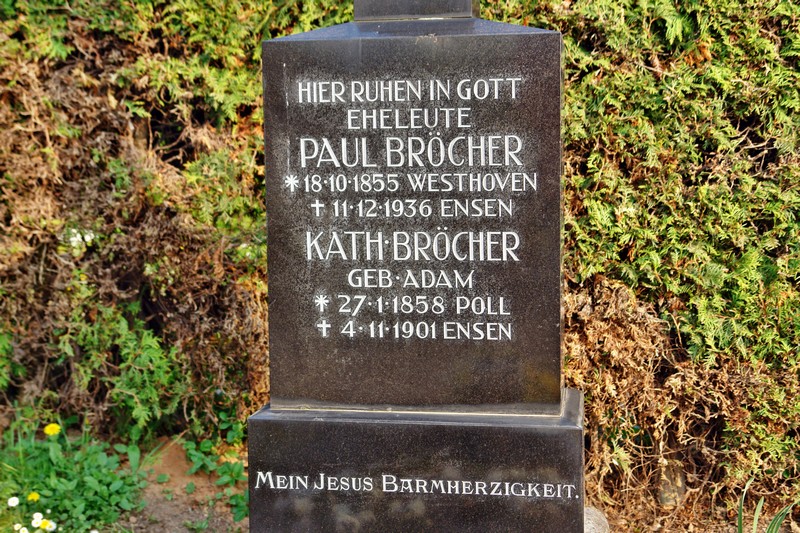 HIER RUHEN IN GOTT
EHELEUTE
PAUL BRÖCHER
* 18·10·1855 WESTHOVEN
† 11·12·1936 ENSEN
KATH·BRÖCHER
GEB·ADAM
* 27·1·1858 POLL
† 4·11·1901 ENSEN
MEIN JESUS BARMHERZIGKEIT.